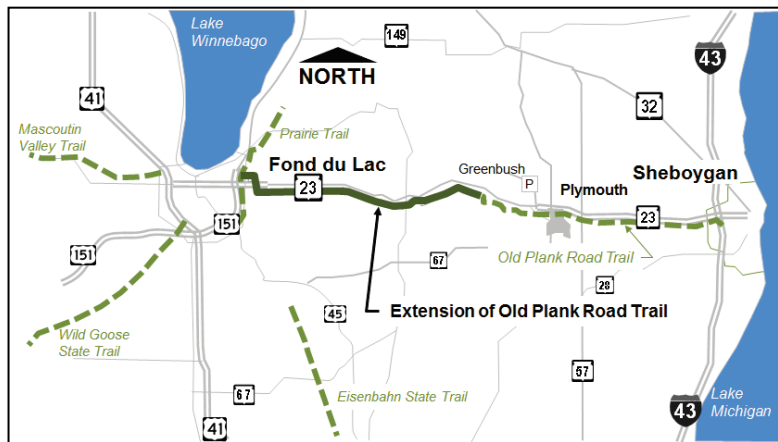 Lake
Winnebago
149
43
NORTH
41
32
Mascoutin
Valley Trail
Prairie Trail
Fond du Lac
Greenbush
Sheboygan
P
Plymouth
23
23
151
151
67
Old Plank Road Trail
28
Extension of Old Plank Road Trail
45
Wild Goose
State Trail
57
67
Eisenbahn State Trail
Lake
Michigan
41
43